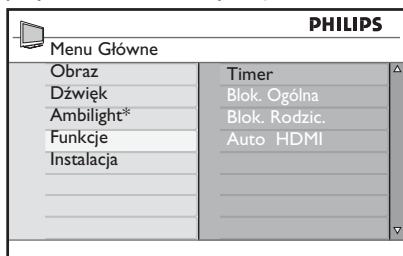 PHILIPS
Menu Główne
Obraz
Dźwięk
Ambilight*
Funkcje
Instalacja
Timer
Blok. Ogólna
Blok. Rodzic.
Auto HDMI